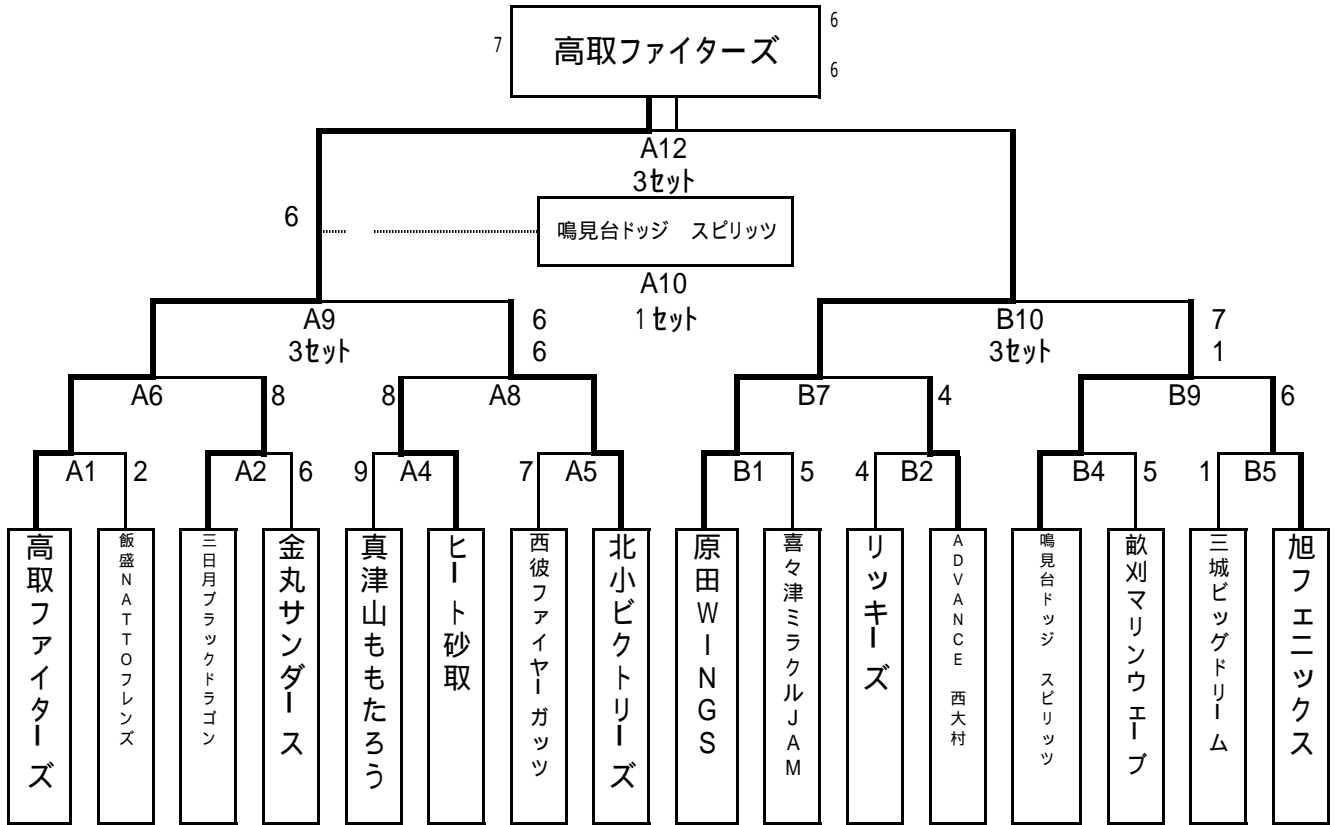 6
7
高取ファイターズ
6
A12
3セット
6
鳴見台ドッジ　スピリッツ
A10
1セット
A9
3セット
6
6
B10
3セット
7
1
A6
8
8
A8
B7
4
B9
6
A1
2
A2
6
9
A4
7
A5
B1
5
4
B2
B4
5
1
B5
高取ファイターズ
飯盛NATTOフレンズ
三日月ブラックドラゴン
金丸サンダース
真津山ももたろう
ヒート砂取
西彼ファイヤーガッツ
北小ビクトリーズ
原田WINGS
喜々津ミラクルJAM
リッキーズ
ADVANCE　西大村
鳴見台ドッジ　スピリッツ
畝刈マリンウェーブ
三城ビッグドリーム
旭フェニックス